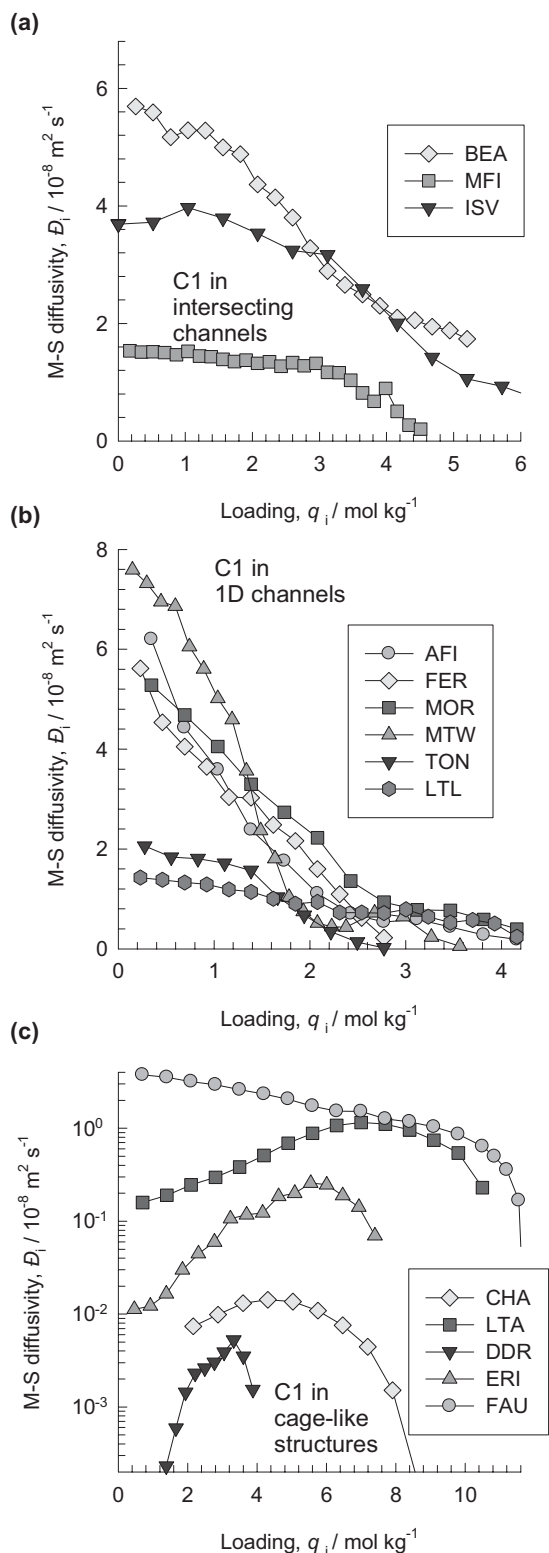 (a)
6
4
2
0
M-S diffusivity, Đi / 10-8 m2 s-1
BEA
MFI
ISV
C1 in
intersecting
channels
0 1 2 3 4 5 6
Loading, q i / mol kg-1
(b)
8
6
4
2
0
M-S diffusivity, Đi / 10-8 m2 s-1
C1 in
1D channels
AFI
FER
MOR
MTW
TON
LTL
0 1 2 3 4
Loading, q i / mol kg-1
(c)
100
10-1
10-2
10-3
M-S diffusivity, Đi / 10-8 m2 s-1
CHA
LTA
DDR
ERI
FAU
C1 in
cage-like
structures
0 2 4 6 8 10
Loading, q i / mol kg-1